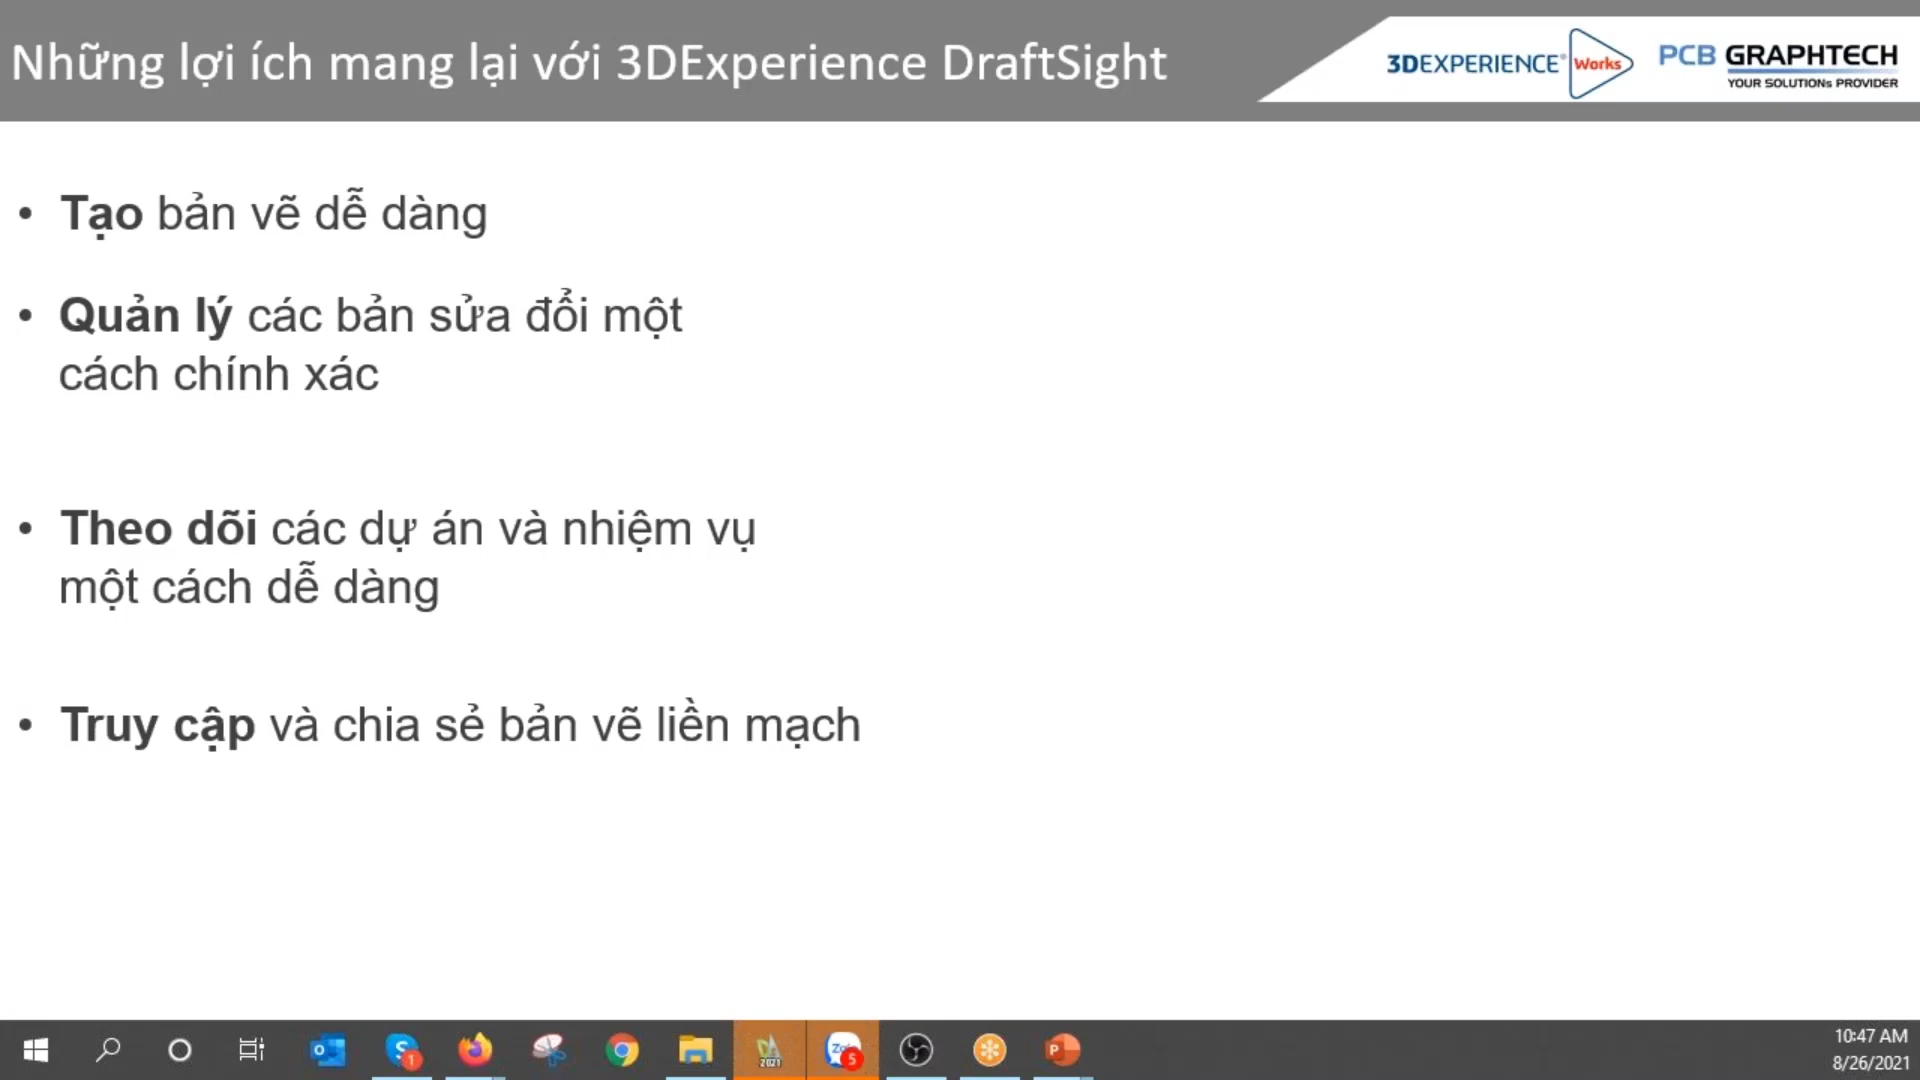 Những lợi ích mang lại với 3DExperience DraftSight
3DEXPERIENCE® Works
PCB GRAPHTECH
YOUR SOLUTIONs PROVIDER
• Tạo bản vẽ dễ dàng
• Quản lý các bản sửa đổi một
cách chính xác
• Theo dõi các dự án và nhiệm vụ
một cách dễ dàng
• Truy cập và chia sẻ bản vẽ liền mạch
1
2021
5
10:47 AM
8/26/2021